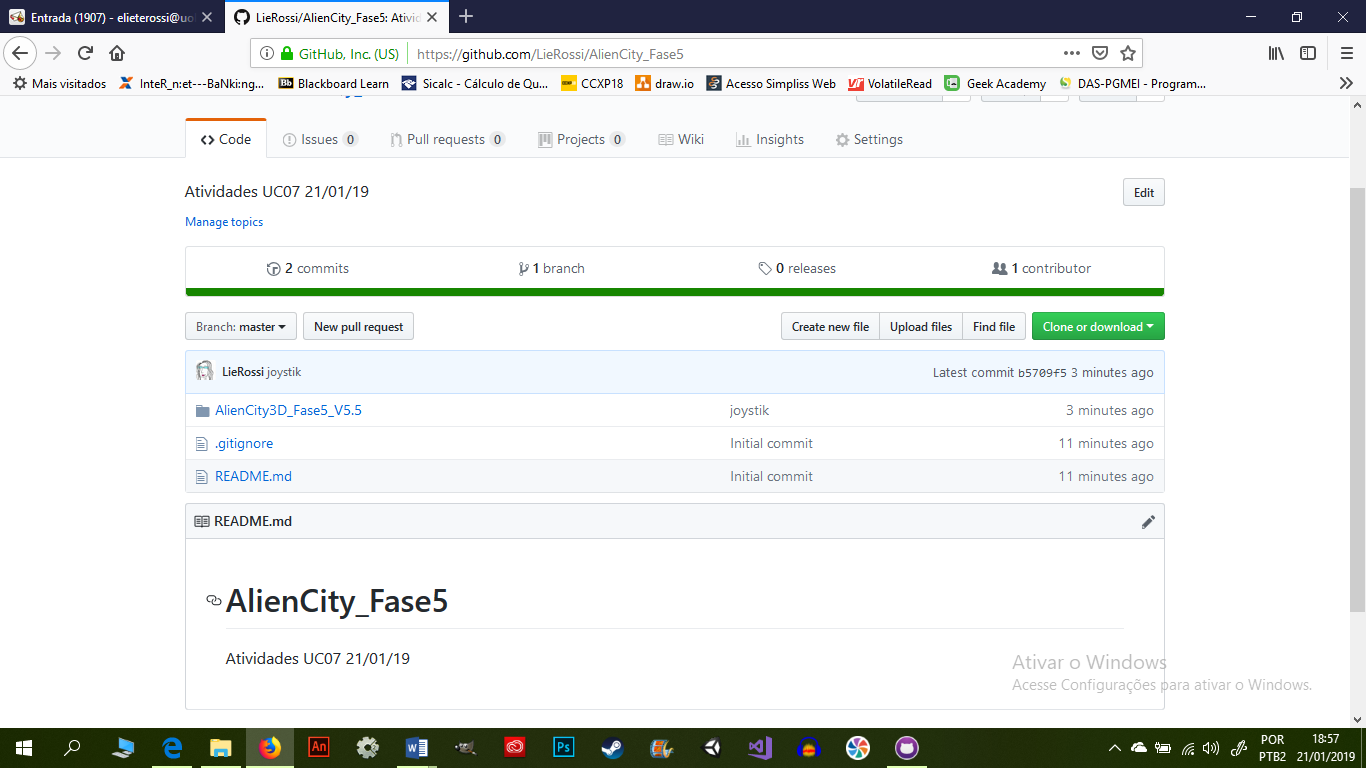 Entrada (1907) - elieterossi@uo
LieRossi/AlienCity_Fase5: Ativid
GitHub, Inc. (US)
https://github.com/LieRossi/AlienCity_Fase5
Mais visitados
InteR_n:et---BaNki:ng...
Bb
Blackboard Learn
Sicalc - Cálculo de Qu...
CCXP18
draw.io
Acesso Simpliss Web
VolatileRead
Geek Academy
DAS-PGMEI - Program...
Code
Issues 0
Pull requests 0
Projects 0
Wiki
Insights
Settings
Atividades UC07 21/01/19
Edit
Manage topics
2 commits
1 branch
0 releases
1 contributor
Branch: master
New pull request
Create new file
Upload files
Find file
Clone or download
LieRossi joystik
Latest commit b5709f5 3 minutes ago
AlienCity3D_Fase5_V5.5
joystik
3 minutes ago
.gitignore
Initial commit
11 minutes ago
README.md
Initial commit
11 minutes ago
README.md
AlienCity_Fase5
Atividades UC07 21/01/19
Ativar o Windows
Acesse Configurações para ativar o Windows.
An
Ps
POR
PTB2
18:57
21/01/2019